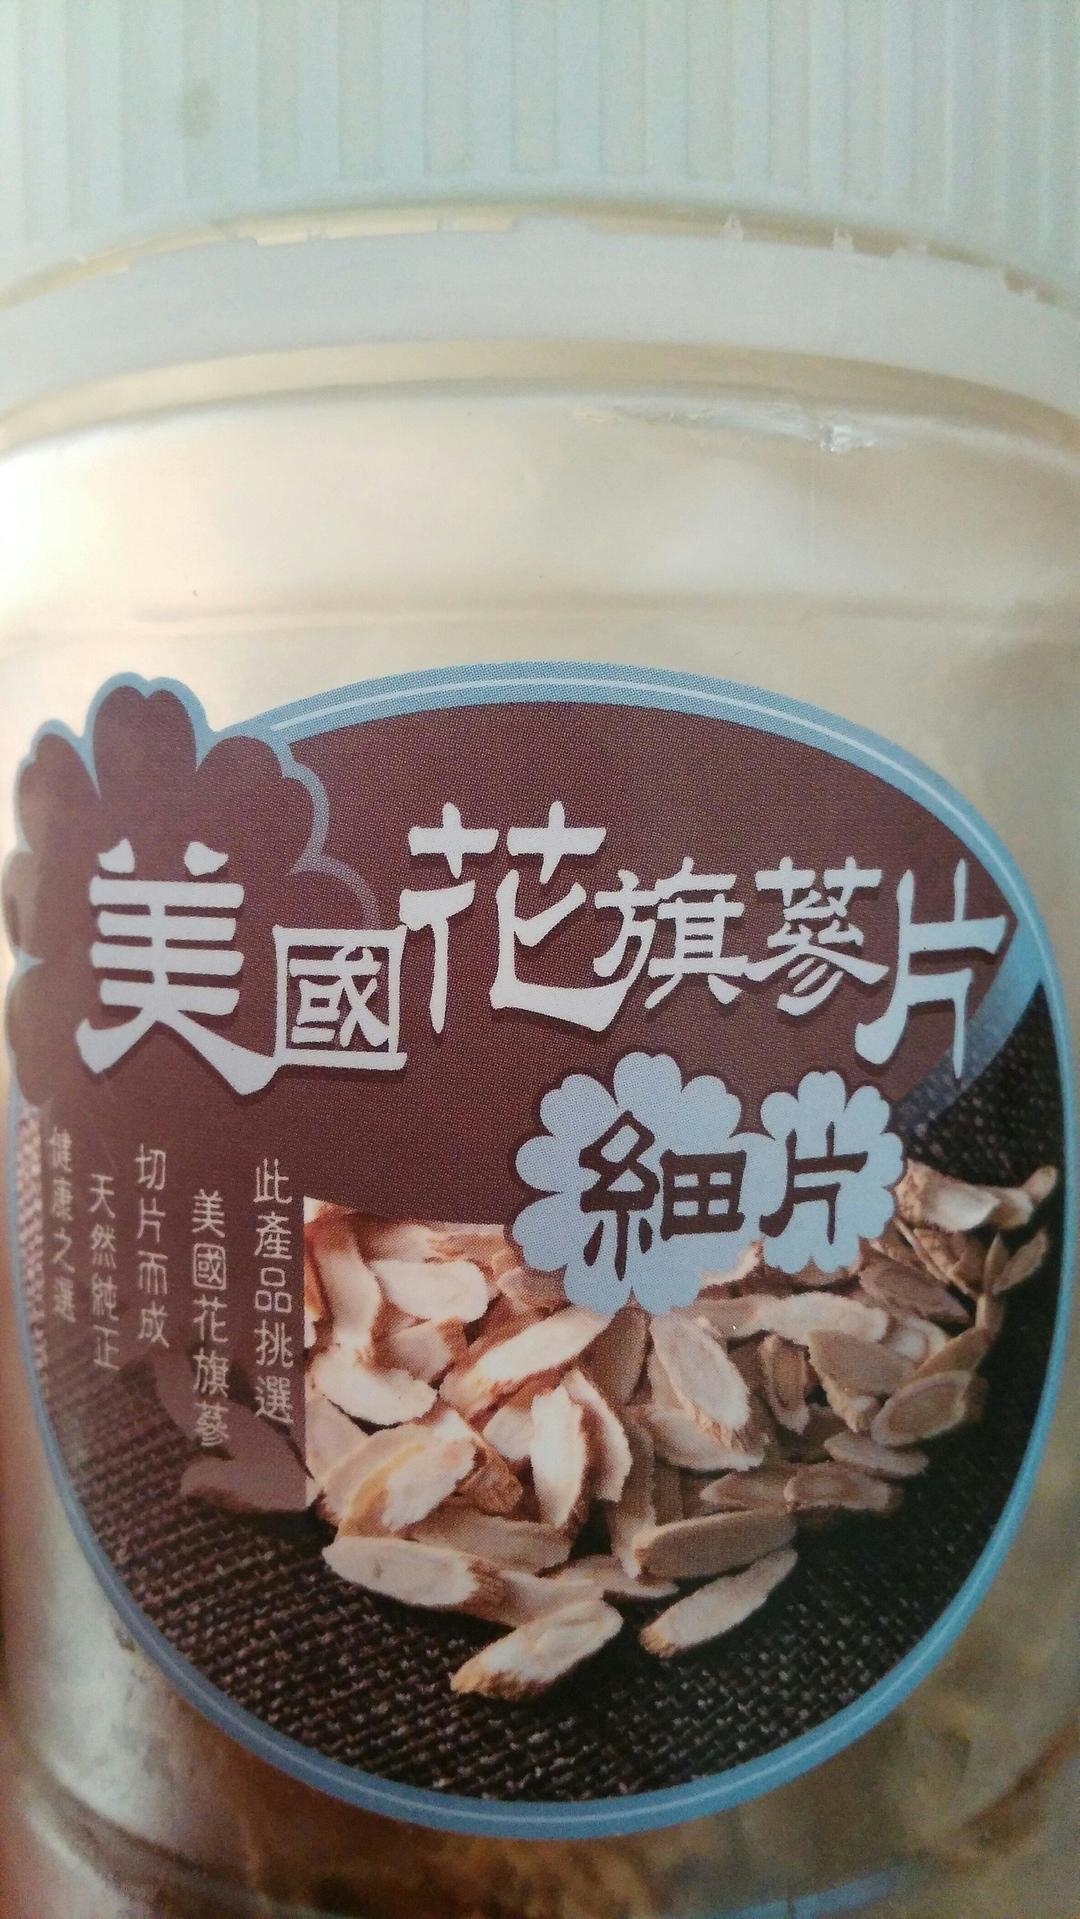 美國花旗蔘片
細片
此產品挑選
美國花旗蔘
切片而成
天然純正
健康之選